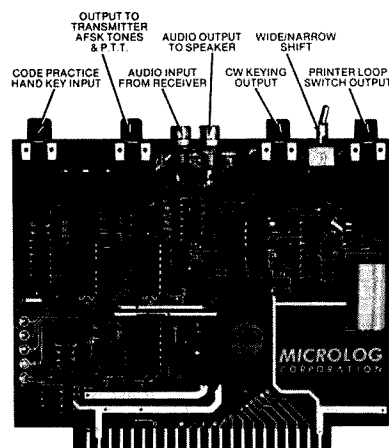 OUTPUT TO
TRANSMITTER
AFSK TONES
& P.T.T.
AUDIO OUTPUT
TO SPEAKER
WIDE/NARROW
SHIFT
CODE PRACTICE
HAND KEY INPUT
AUDIO INPUT
FROM RECEIVER
CW KEYING
OUTPUT
PRINTER LOOP
SWITCH OUTPUT
MICROLOG
CORPORATION